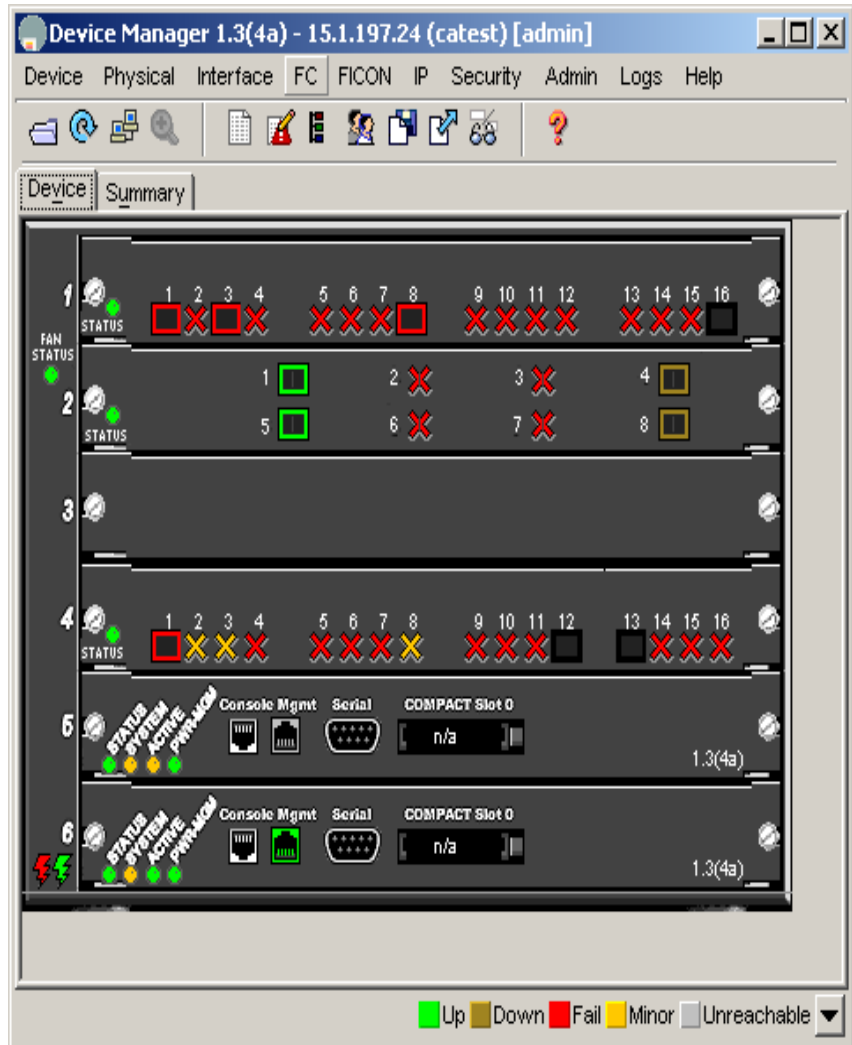 Device Manager 1.3(4a) - 15.1.197.24 (catest) [admin]
Device Physical Interface FC FICON IP Security Admin Logs Help
Device Summary
1
1 2 3 4 5 6 7 8 9 10 11 12 13 14 15 16
STATUS
FAN
STATUS
1 2 3 4
2
5 6 7 8
STATUS
3
4
1 2 3 4 5 6 7 8 9 10 11 12 13 14 15 16
STATUS
5
STATUS SYSTEM ACTIVE PWR-MGM
Console Mgmt Serial COMPACT Slot 0
n/a
1.3(4a)
6
STATUS SYSTEM ACTIVE PWR-MGM
Console Mgmt Serial COMPACT Slot 0
n/a
1.3(4a)
Up Down Fail Minor Unreachable